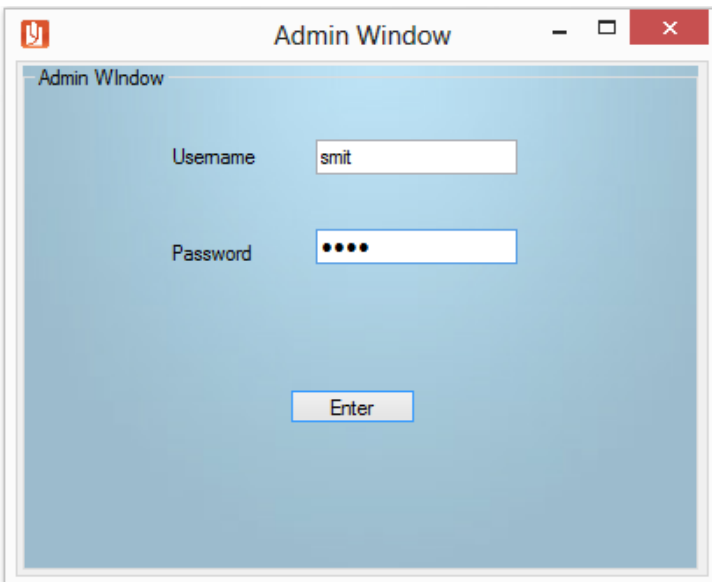 Admin Window
Admin WIndow
Username
smit
Password
••••
Enter